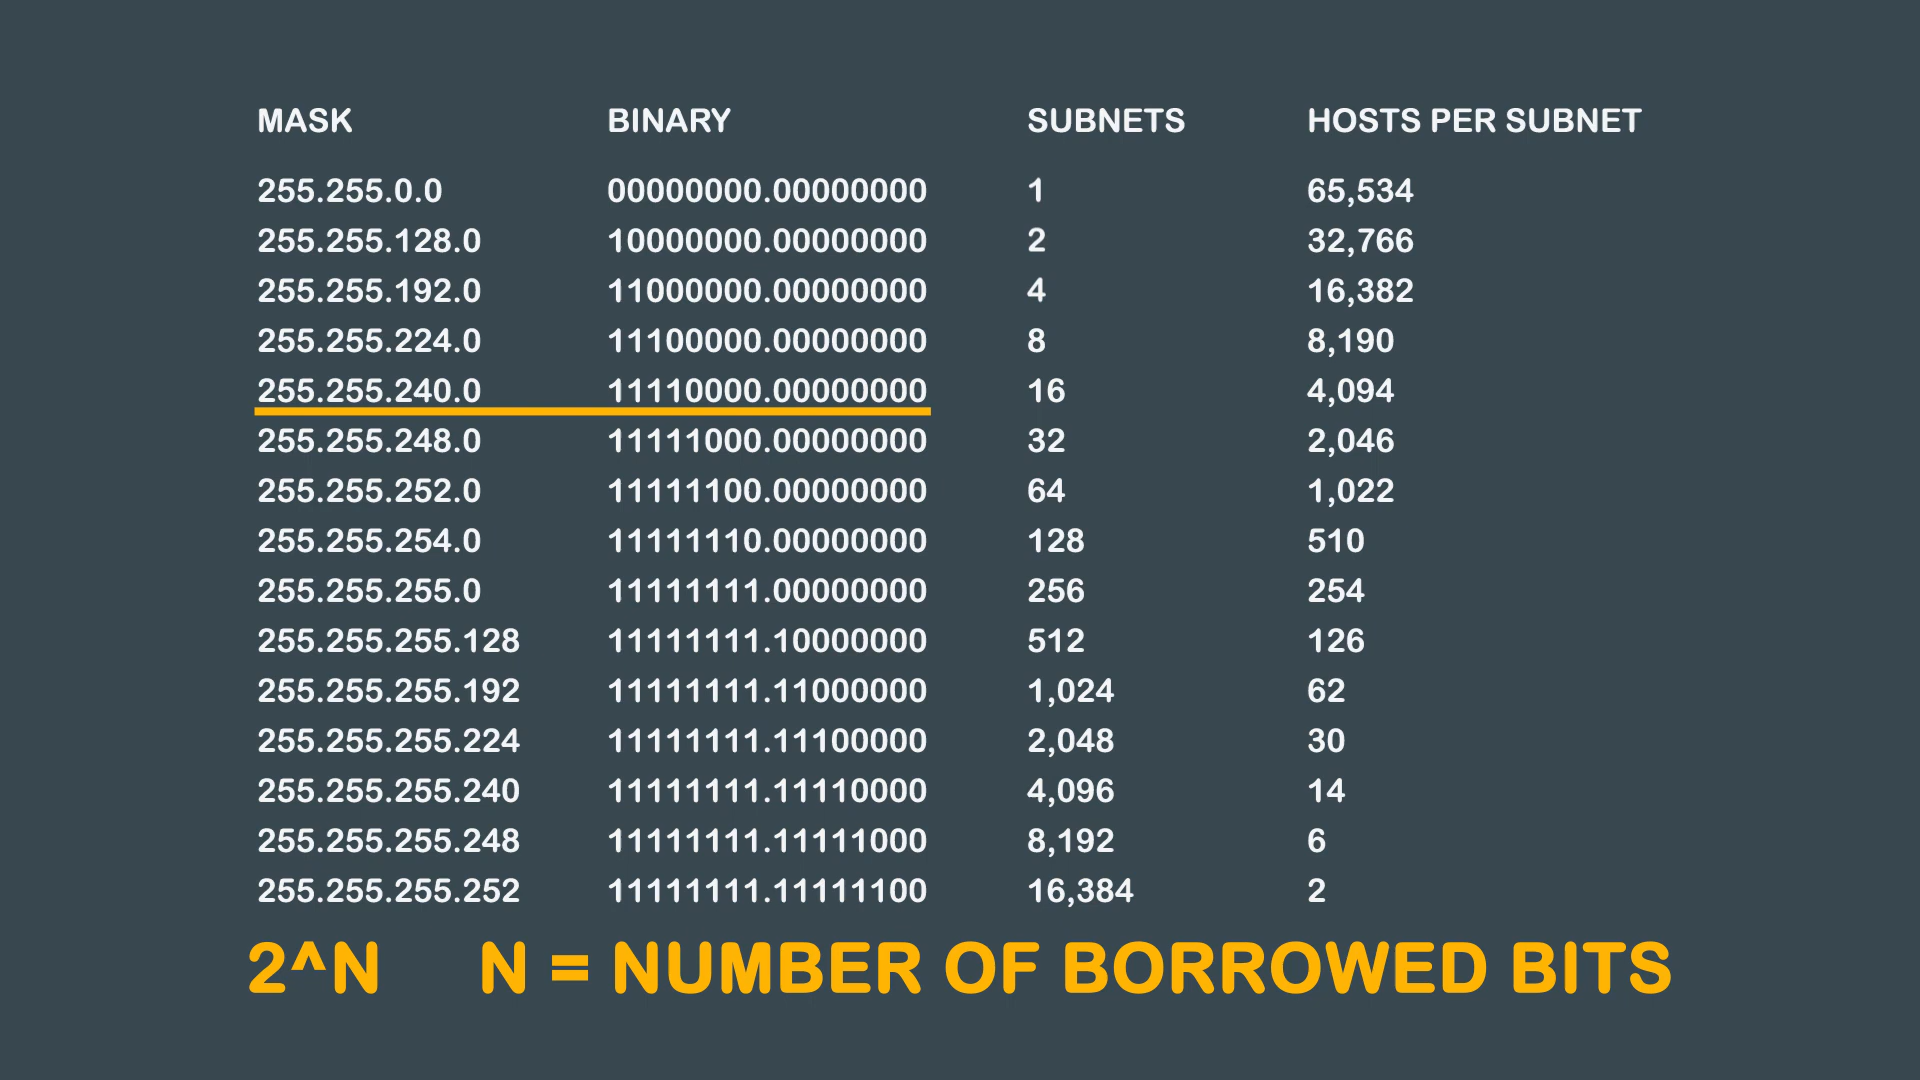 MASK BINARY SUBNETS HOSTS PER SUBNET
255.255.0.0 00000000.00000000 1 65,534
255.255.128.0 10000000.00000000 2 32,766
255.255.192.0 11000000.00000000 4 16,382
255.255.224.0 11100000.00000000 8 8,190
255.255.240.0 11110000.00000000 16 4,094
255.255.248.0 11111000.00000000 32 2,046
255.255.252.0 11111100.00000000 64 1,022
255.255.254.0 11111110.00000000 128 510
255.255.255.0 11111111.00000000 256 254
255.255.255.128 11111111.10000000 512 126
255.255.255.192 11111111.11000000 1,024 62
255.255.255.224 11111111.11100000 2,048 30
255.255.255.240 11111111.11110000 4,096 14
255.255.255.248 11111111.11111000 8,192 6
255.255.255.252 11111111.11111100 16,384 2
2^N N = NUMBER OF BORROWED BITS